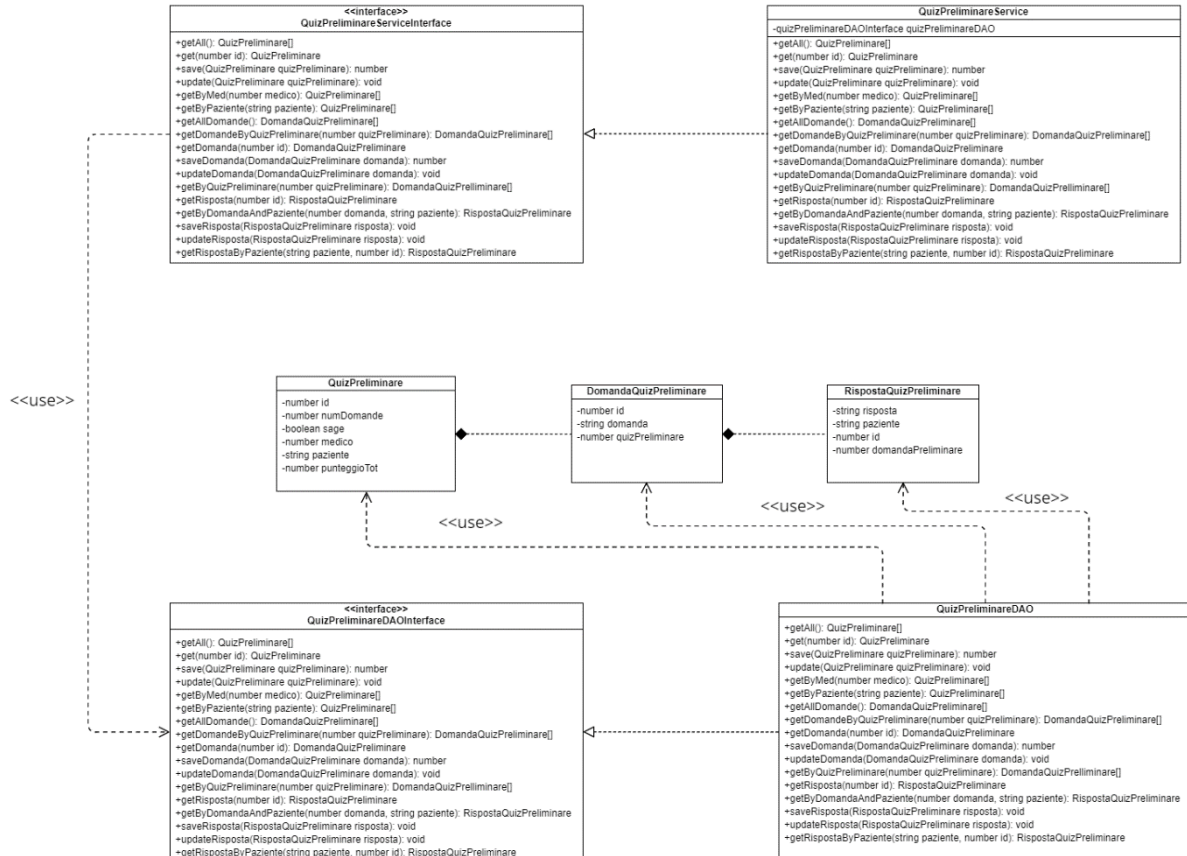 <<interface>>
QuizPreliminareServiceInterface
+getAll(): QuizPreliminare[]
+get(number id): QuizPreliminare
+save(QuizPreliminare quizPreliminare): number
+update(QuizPreliminare quizPreliminare): void
+getByMed(number medico): QuizPreliminare[]
+getByPaziente(string paziente): QuizPreliminare[]
+getAllDomande(): DomandaQuizPreliminare[]
+getDomandeByQuizPreliminare(number quizPreliminare): DomandaQuizPreliminare[]
+getDomanda(number id): DomandaQuizPreliminare
+saveDomanda(DomandaQuizPreliminare domanda): number
+updateDomanda(DomandaQuizPreliminare domanda): void
+getByQuizPreliminare(number quizPreliminare): DomandaQuizPrelliminare[]
+getRisposta(number id): RispostaQuizPreliminare
+getByDomandaAndPaziente(number domanda, string paziente): RispostaQuizPreliminare
+saveRisposta(RispostaQuizPreliminare risposta): void
+updateRisposta(RispostaQuizPreliminare risposta): void
+getRispostaByPaziente(string paziente, number id): RispostaQuizPreliminare
QuizPreliminareService
-quizPreliminareDAOInterface quizPreliminareDAO
+getAll(): QuizPreliminare[]
+get(number id): QuizPreliminare
+save(QuizPreliminare quizPreliminare): number
+update(QuizPreliminare quizPreliminare): void
+getByMed(number medico): QuizPreliminare[]
+getByPaziente(string paziente): QuizPreliminare[]
+getAllDomande(): DomandaQuizPreliminare[]
+getDomandeByQuizPreliminare(number quizPreliminare): DomandaQuizPreliminare[]
+getDomanda(number id): DomandaQuizPreliminare
+saveDomanda(DomandaQuizPreliminare domanda): number
+updateDomanda(DomandaQuizPreliminare domanda): void
+getByQuizPreliminare(number quizPreliminare): DomandaQuizPrelliminare[]
+getRisposta(number id): RispostaQuizPreliminare
+getByDomandaAndPaziente(number domanda, string paziente): RispostaQuizPreliminare
+saveRisposta(RispostaQuizPreliminare risposta): void
+updateRisposta(RispostaQuizPreliminare risposta): void
+getRispostaByPaziente(string paziente, number id): RispostaQuizPreliminare
<<use>>
QuizPreliminare
-number id
-number numDomande
-boolean sage
-number medico
-string paziente
-number punteggioTot
DomandaQuizPreliminare
-number id
-string domanda
-number quizPreliminare
RispostaQuizPreliminare
-string risposta
-string paziente
-number id
-number domandaPreliminare
<<use>>
<<use>>
<<use>>
<<interface>>
QuizPreliminareDAOInterface
+getAll(): QuizPreliminare[]
+get(number id): QuizPreliminare
+save(QuizPreliminare quizPreliminare): number
+update(QuizPreliminare quizPreliminare): void
+getByMed(number medico): QuizPreliminare[]
+getByPaziente(string paziente): QuizPreliminare[]
+getAllDomande(): DomandaQuizPreliminare[]
+getDomandeByQuizPreliminare(number quizPreliminare): DomandaQuizPreliminare[]
+getDomanda(number id): DomandaQuizPreliminare
+saveDomanda(DomandaQuizPreliminare domanda): number
+updateDomanda(DomandaQuizPreliminare domanda): void
+getByQuizPreliminare(number quizPreliminare): DomandaQuizPrelliminare[]
+getRisposta(number id): RispostaQuizPreliminare
+getByDomandaAndPaziente(number domanda, string paziente): RispostaQuizPreliminare
+saveRisposta(RispostaQuizPreliminare risposta): void
+updateRisposta(RispostaQuizPreliminare risposta): void
+getRispostaByPaziente(string paziente, number id): RispostaQuizPreliminare
QuizPreliminareDAO
+getAll(): QuizPreliminare[]
+get(number id): QuizPreliminare
+save(QuizPreliminare quizPreliminare): number
+update(QuizPreliminare quizPreliminare): void
+getByMed(number medico): QuizPreliminare[]
+getByPaziente(string paziente): QuizPreliminare[]
+getAllDomande(): DomandaQuizPreliminare[]
+getDomandeByQuizPreliminare(number quizPreliminare): DomandaQuizPreliminare[]
+getDomanda(number id): DomandaQuizPreliminare
+saveDomanda(DomandaQuizPreliminare domanda): number
+updateDomanda(DomandaQuizPreliminare domanda): void
+getByQuizPreliminare(number quizPreliminare): DomandaQuizPrelliminare[]
+getRisposta(number id): RispostaQuizPreliminare
+getByDomandaAndPaziente(number domanda, string paziente): RispostaQuizPreliminare
+saveRisposta(RispostaQuizPreliminare risposta): void
+updateRisposta(RispostaQuizPreliminare risposta): void
+getRispostaByPaziente(string paziente, number id): RispostaQuizPreliminare